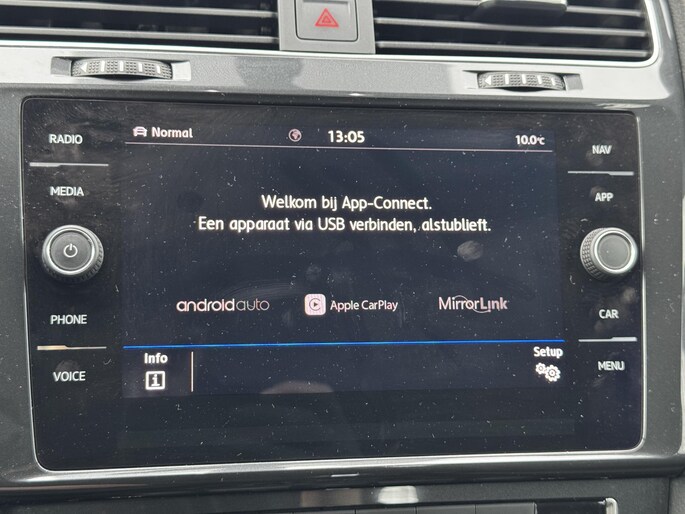 RADIO
MEDIA
PHONE
VOICE
Normal
13:05
10.0°C
Welkom bij App-Connect.
Een apparaat via USB verbinden, alstublieft.
androidauto
Apple CarPlay
MirrorLink
Info
i
Setup
NAV
APP
CAR
MENU